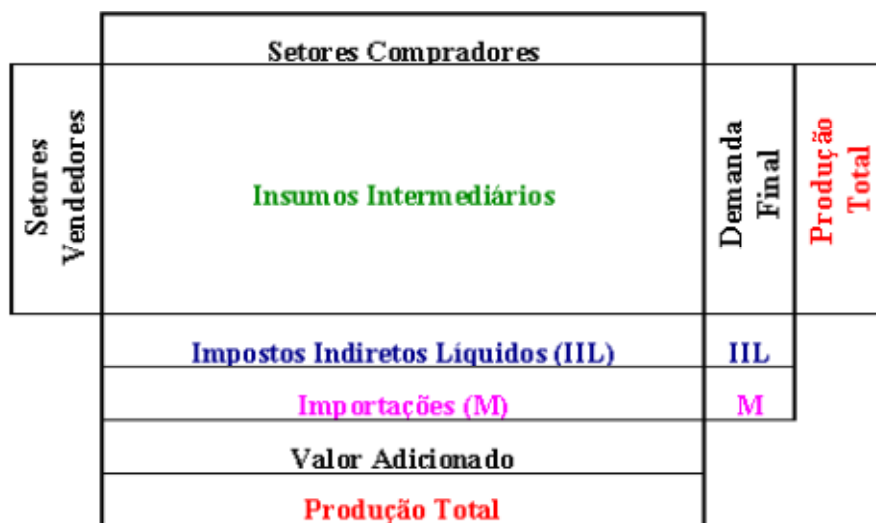 Setores Compradores
Setores
Vendedores
Insumos Intermediários
Demanda
Final
Produção
Total
Impostos Indiretos Líquidos (IIL)
IIL
Importações (M)
M
Valor Adicionado
Produção Total